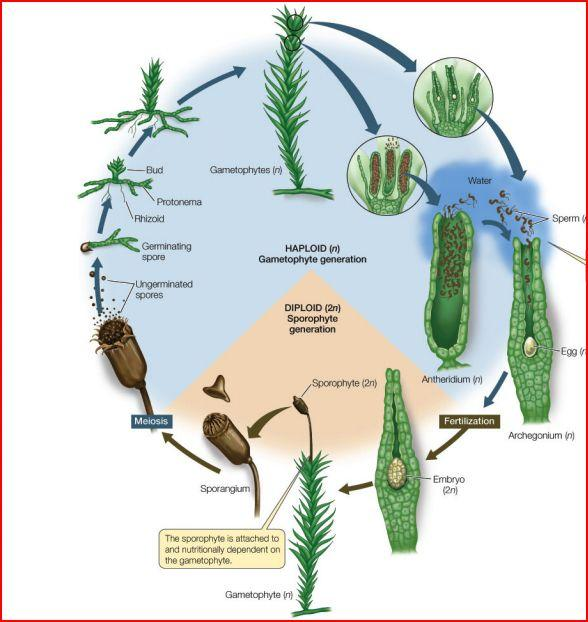 Gametophytes (n)
Water
Sperm (n
Bud
Protonema
Rhizoid
Germinating
spore
Ungerminated
spores
HAPLOID (n)
Gametophyte generation
DIPLOID (2n)
Sporophyte
generation
Egg (n
Antheridium (n)
Archegonium (n)
Sporophyte (2n)
Meiosis
Fertilization
Sporangium
Embryo
(2n)
The sporophyte is attached to
and nutritionally dependent on
the gametophyte.
Gametophyte (n)